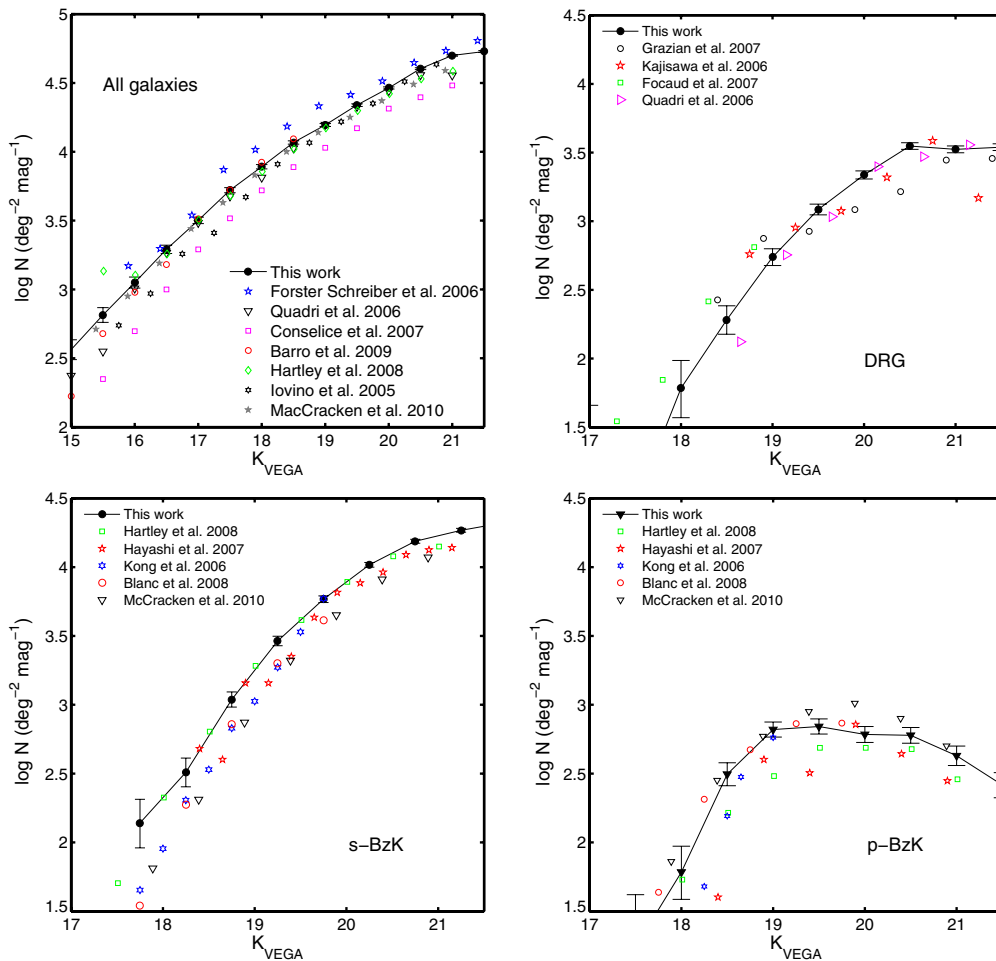 All galaxies
This work
Forster Schreiber et al. 2006
Quadri et al. 2006
Conselice et al. 2007
Barro et al. 2009
Hartley et al. 2008
Iovino et al. 2005
MacCracken et al. 2010
log N (deg−2 mag−1)
5
4.5
4
3.5
3
2.5
2
15 16 17 18 19 20 21
KVEGA
This work
Grazian et al. 2007
Kajisawa et al. 2006
Focaud et al. 2007
Quadri et al. 2006
DRG
log N (deg−2 mag−1)
4.5
4
3.5
3
2.5
2
1.5
17 18 19 20 21
KVEGA
This work
Hartley et al. 2008
Hayashi et al. 2007
Kong et al. 2006
Blanc et al. 2008
McCracken et al. 2010
s−BzK
log N (deg−2 mag−1)
4.5
4
3.5
3
2.5
2
1.5
17 18 19 20 21
KVEGA
This work
Hartley et al. 2008
Hayashi et al. 2007
Kong et al. 2006
Blanc et al. 2008
McCracken et al. 2010
p−BzK
log N (deg−2 mag−1)
4.5
4
3.5
3
2.5
2
1.5
17 18 19 20 21
KVEGA